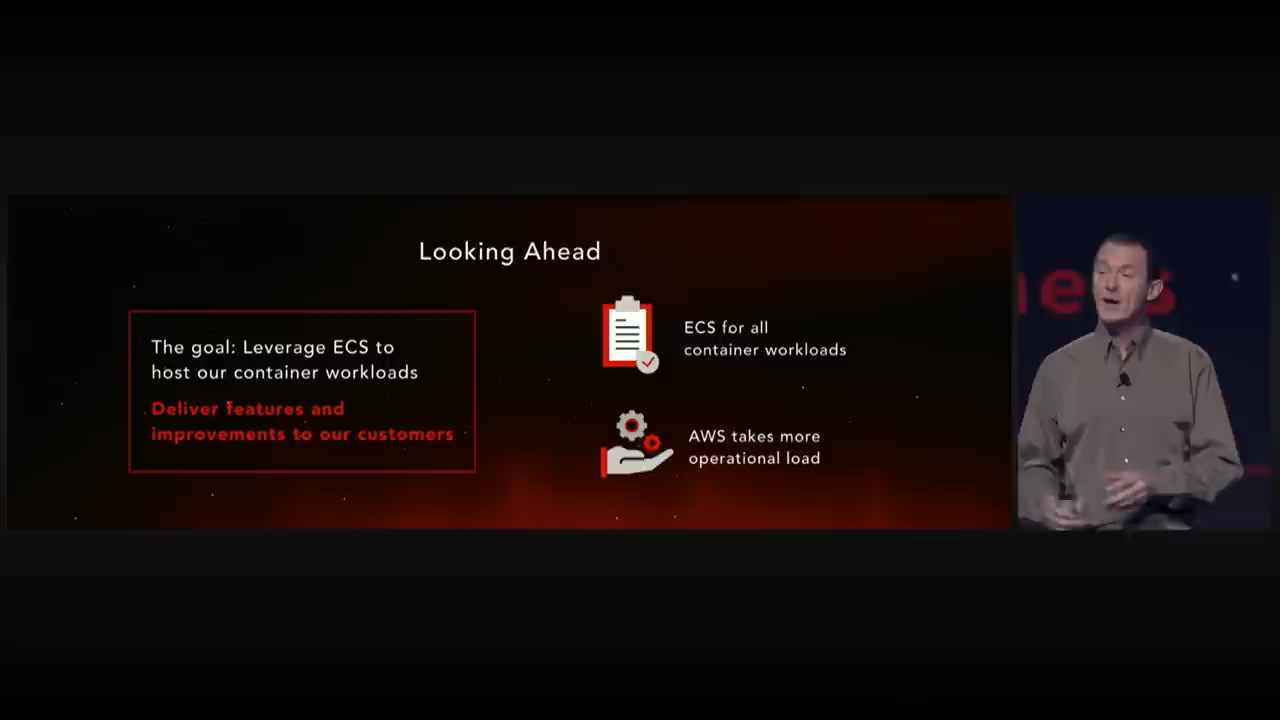 Looking Ahead
The goal: Leverage ECS to
host our container workloads
Deliver features and
improvements to our customers
ECS for all
container workloads
AWS takes more
operational load